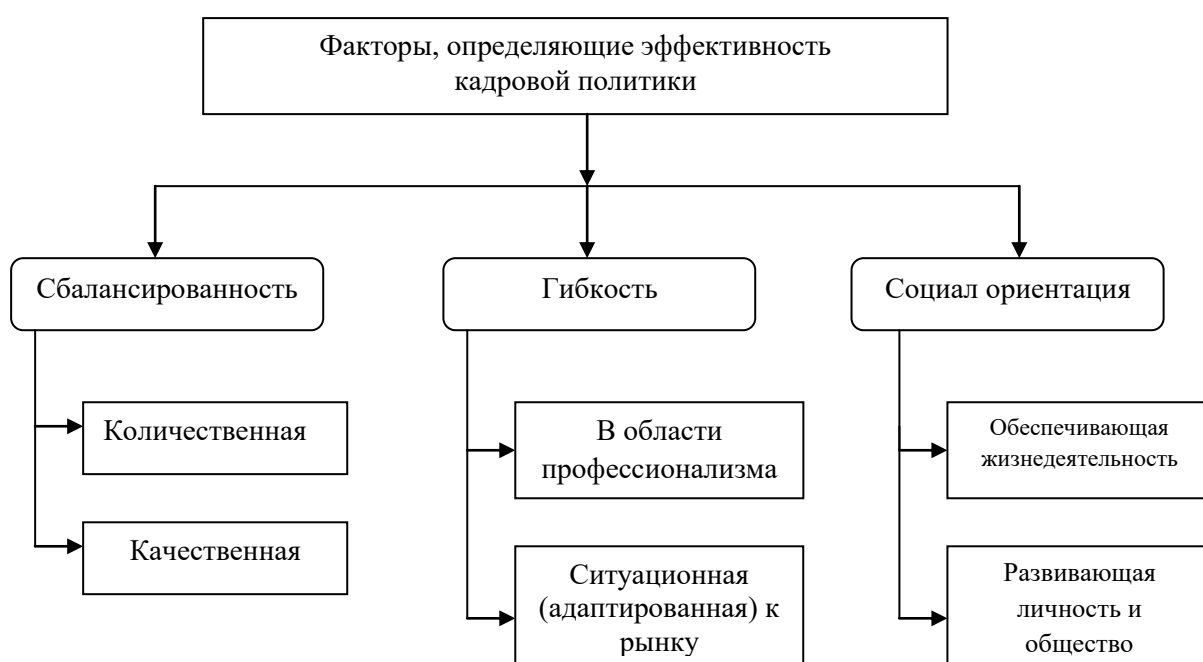 Факторы, определяющие эффективность
кадровой политики
Сбалансированность
Гибкость
Социал ориентация
Количественная
Качественная
В области
профессионализма
Ситуационная
(адаптированная) к
рынку
Обеспечивающая
жизнедеятельность
Развивающая
личность и
общество